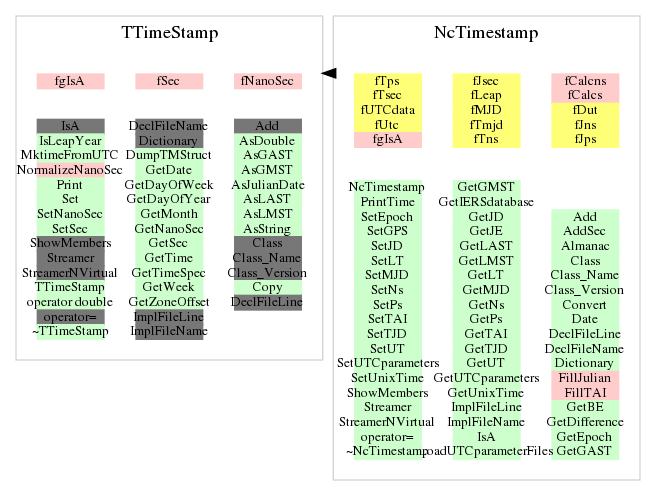 TTimeStamp
fgIsA fSec fNanoSec
IsA DeclFileName Add
IsLeapYear Dictionary AsDouble
MktimeFromUTC DumpTMStruct AsGAST
NormalizeNanoSec GetDate AsGMST
Print GetDayOfWeek AsJulianDate
Set GetDayOfYear AsLAST
SetNanoSec GetMonth AsLMST
SetSec GetNanoSec AsString
ShowMembers GetSec Class
Streamer GetTime Class_Name
StreamerNVirtual GetTimeSpec Class_Version
TTimeStamp GetWeek Copy
operator double GetZoneOffset DeclFileLine
operator= ImplFileLine
~TTimeStamp ImplFileName
NcTimestamp
fTps fJsec fCalcns
fTsec fLeap fCalcs
fUTCdata fMJD fDut
fUtc fTmjd fJns
fgIsA fTns fJps
NcTimestamp GetGMST
PrintTime GetIERSdatabase
SetEpoch GetJD Add
SetGPS GetJE AddSec
SetJD GetLAST Almanac
SetLT GetLMST Class
SetMJD GetLT Class_Name
SetNs GetMJD Class_Version
SetPs GetNs Convert
SetTAI GetPs Date
SetTJD GetTAI DeclFileLine
SetUT GetTJD DeclFileName
SetUTCparameters GetUT Dictionary
SetUnixTime GetUTCparameters FillJulian
ShowMembers GetUnixTime FillTAI
Streamer ImplFileLine GetBE
StreamerNVirtual ImplFileName GetDifference
operator= IsA GetEpoch
~NcTimestamp oadUTCparameterFiles GetGAST